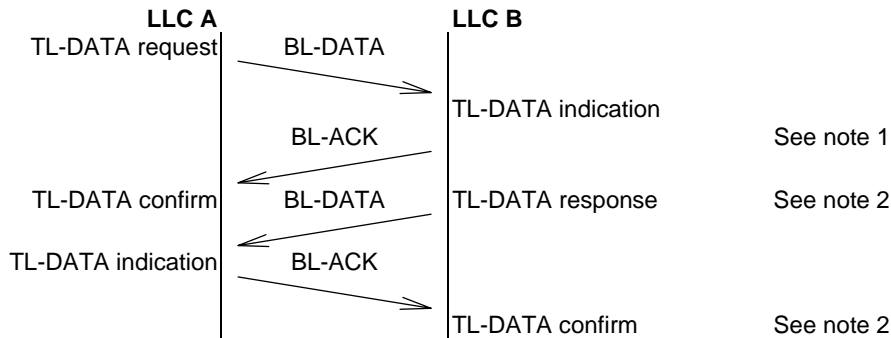 LLC A LLC B
TL-DATA request BL-DATA
TL-DATA indication
BL-ACK See note 1
TL-DATA confirm BL-DATA TL-DATA response See note 2
TL-DATA indication BL-ACK
TL-DATA confirm See note 2